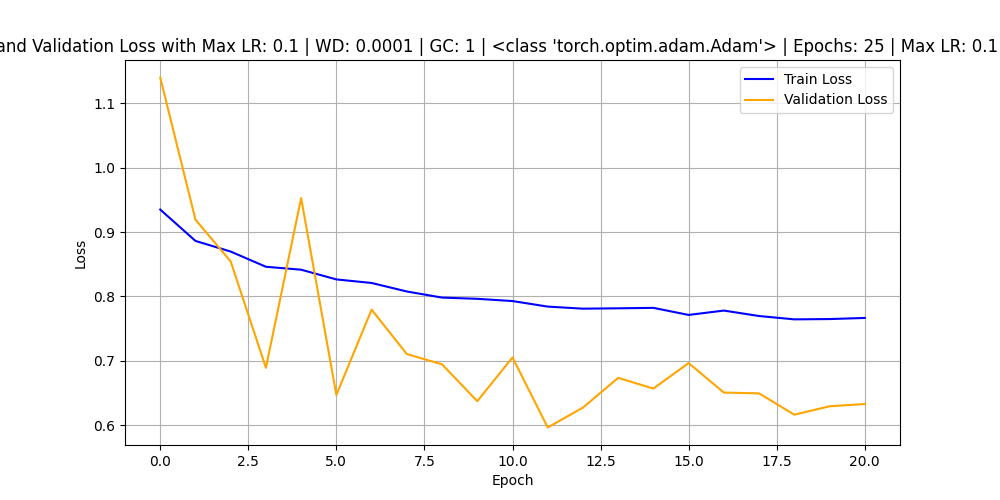 and Validation Loss with Max LR: 0.1 | WD: 0.0001 | GC: 1 | <class 'torch.optim.adam.Adam'> | Epochs: 25 | Max LR: 0.1
Train Loss
Validation Loss
1.1
1.0
0.9
0.8
0.7
0.6
Loss
0.0 2.5 5.0 7.5 10.0 12.5 15.0 17.5 20.0
Epoch